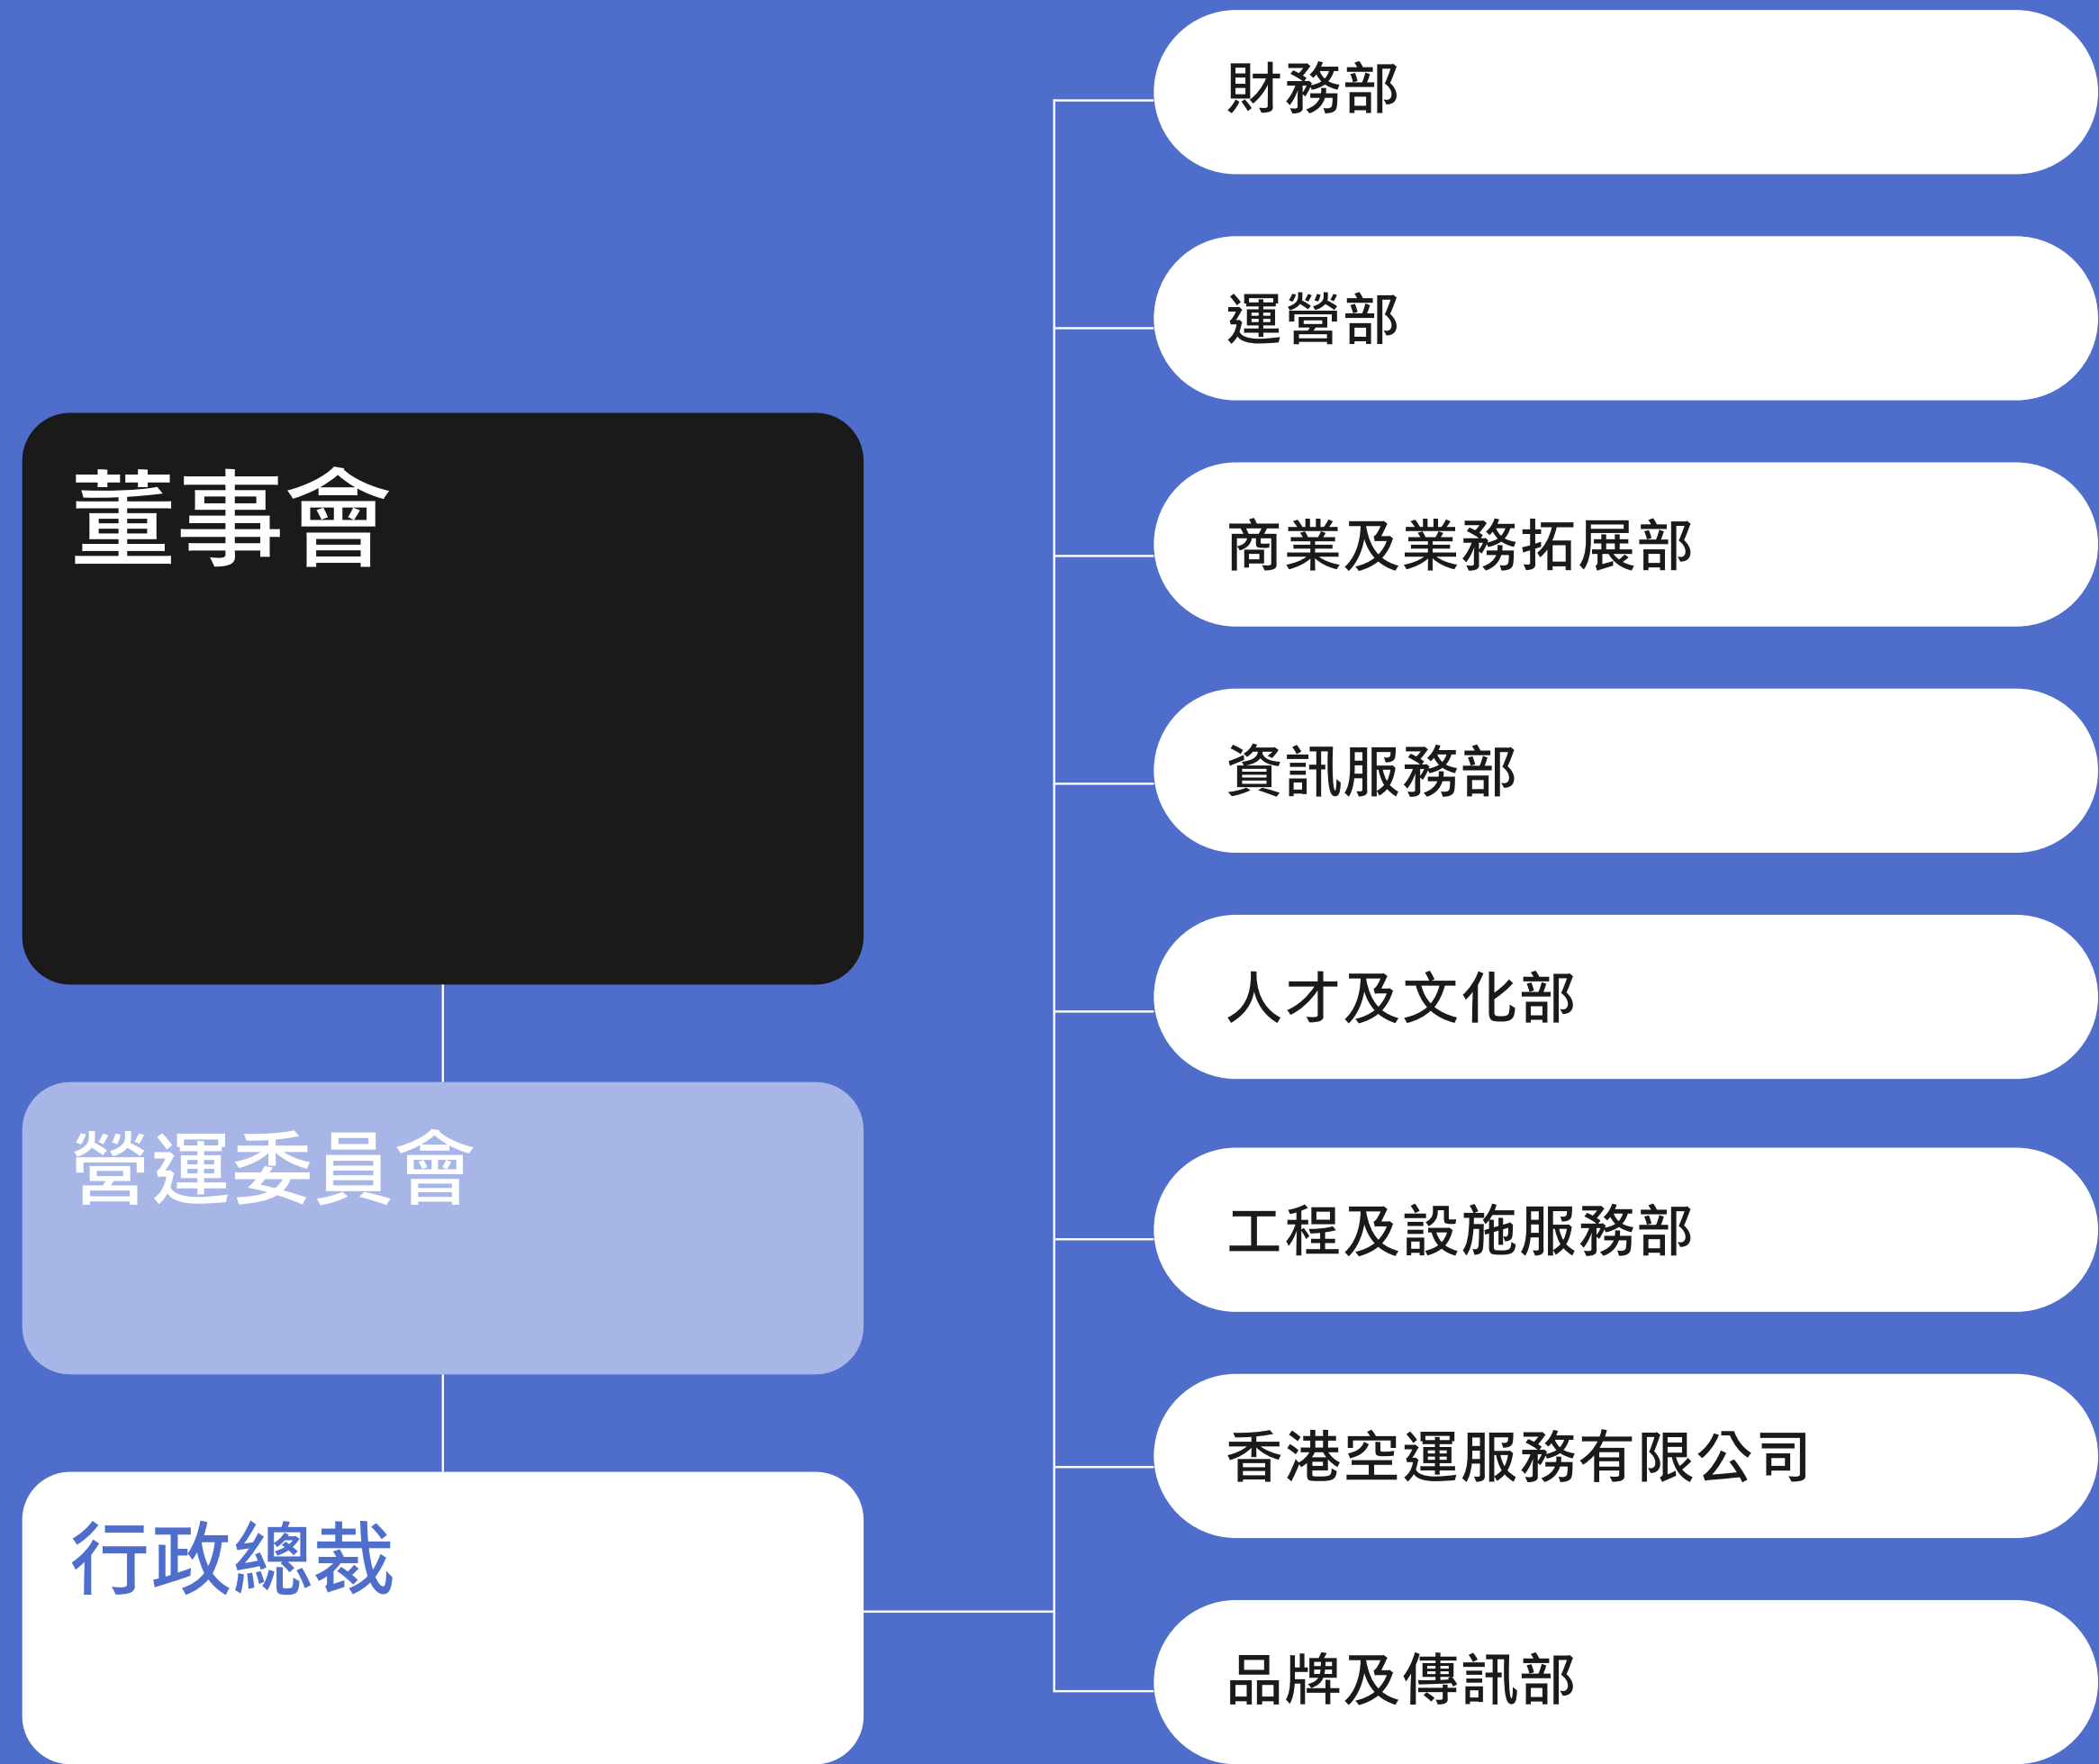 董事會
營運委員會
行政總裁
財務部
運營部
商業及業務拓展部
資訊服務部
人才及文化部
工程及設施服務部
香港空運服務有限公司
品牌及傳訊部